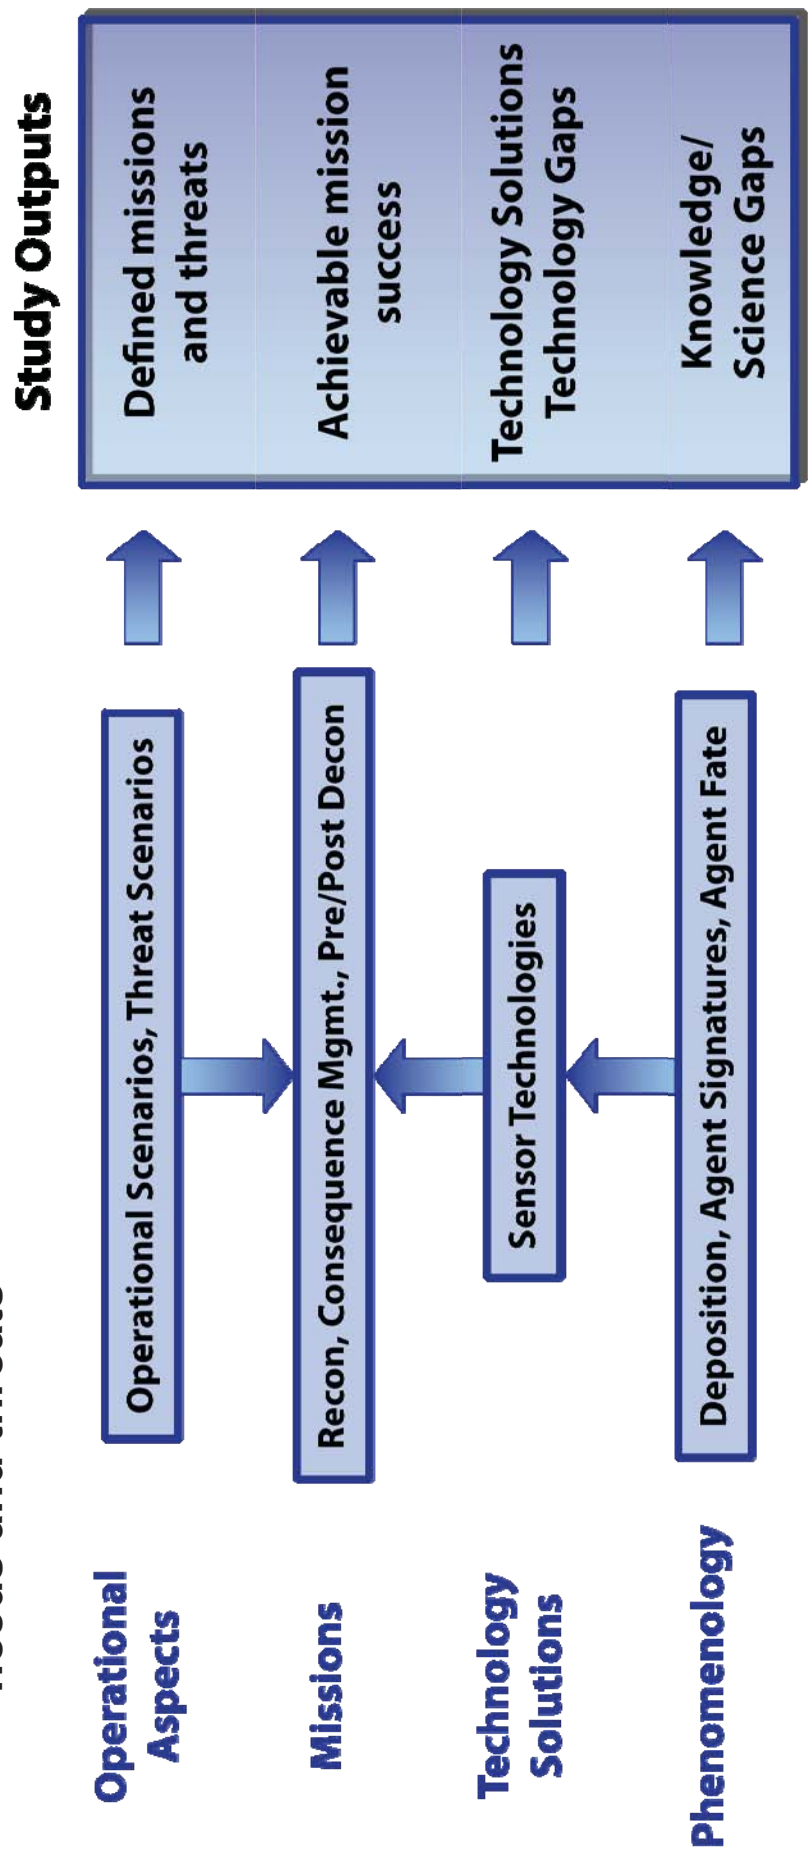 Study Outputs
Operational
Aspects
Operational Scenarios, Threat Scenarios
Defined missions
and threats
Missions
Recon, Consequence Mgmt., Pre/Post Decon
Achievable mission
success
Technology
Solutions
Sensor Technologies
Technology Solutions
Technology Gaps
Phenomenology
Deposition, Agent Signatures, Agent Fate
Knowledge/
Science Gaps